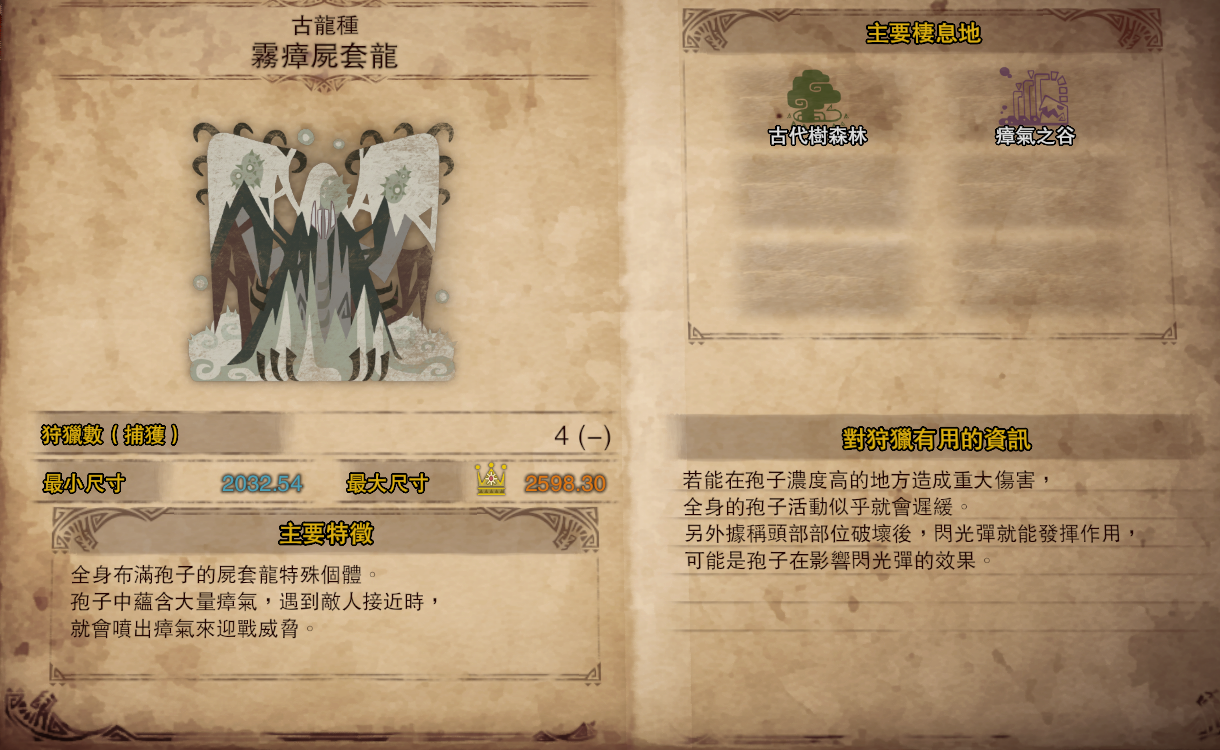 古龍種
霧瘴屍套龍
狩獵數(捕獲)
4 (–)
最小尺寸 2032.54 最大尺寸 2598.30
主要特徵
全身布滿孢子的屍套龍特殊個體。
孢子中蘊含大量瘴氣，遇到敵人接近時，
就會噴出瘴氣來迎戰威脅。
主要棲息地
古代樹森林 瘴氣之谷
對狩獵有用的資訊
若能在孢子濃度高的地方造成重大傷害，
全身的孢子活動似乎就會遲緩。
另外據稱頭部部位破壞後，閃光彈就能發揮作用，
可能是孢子在影響閃光彈的效果。